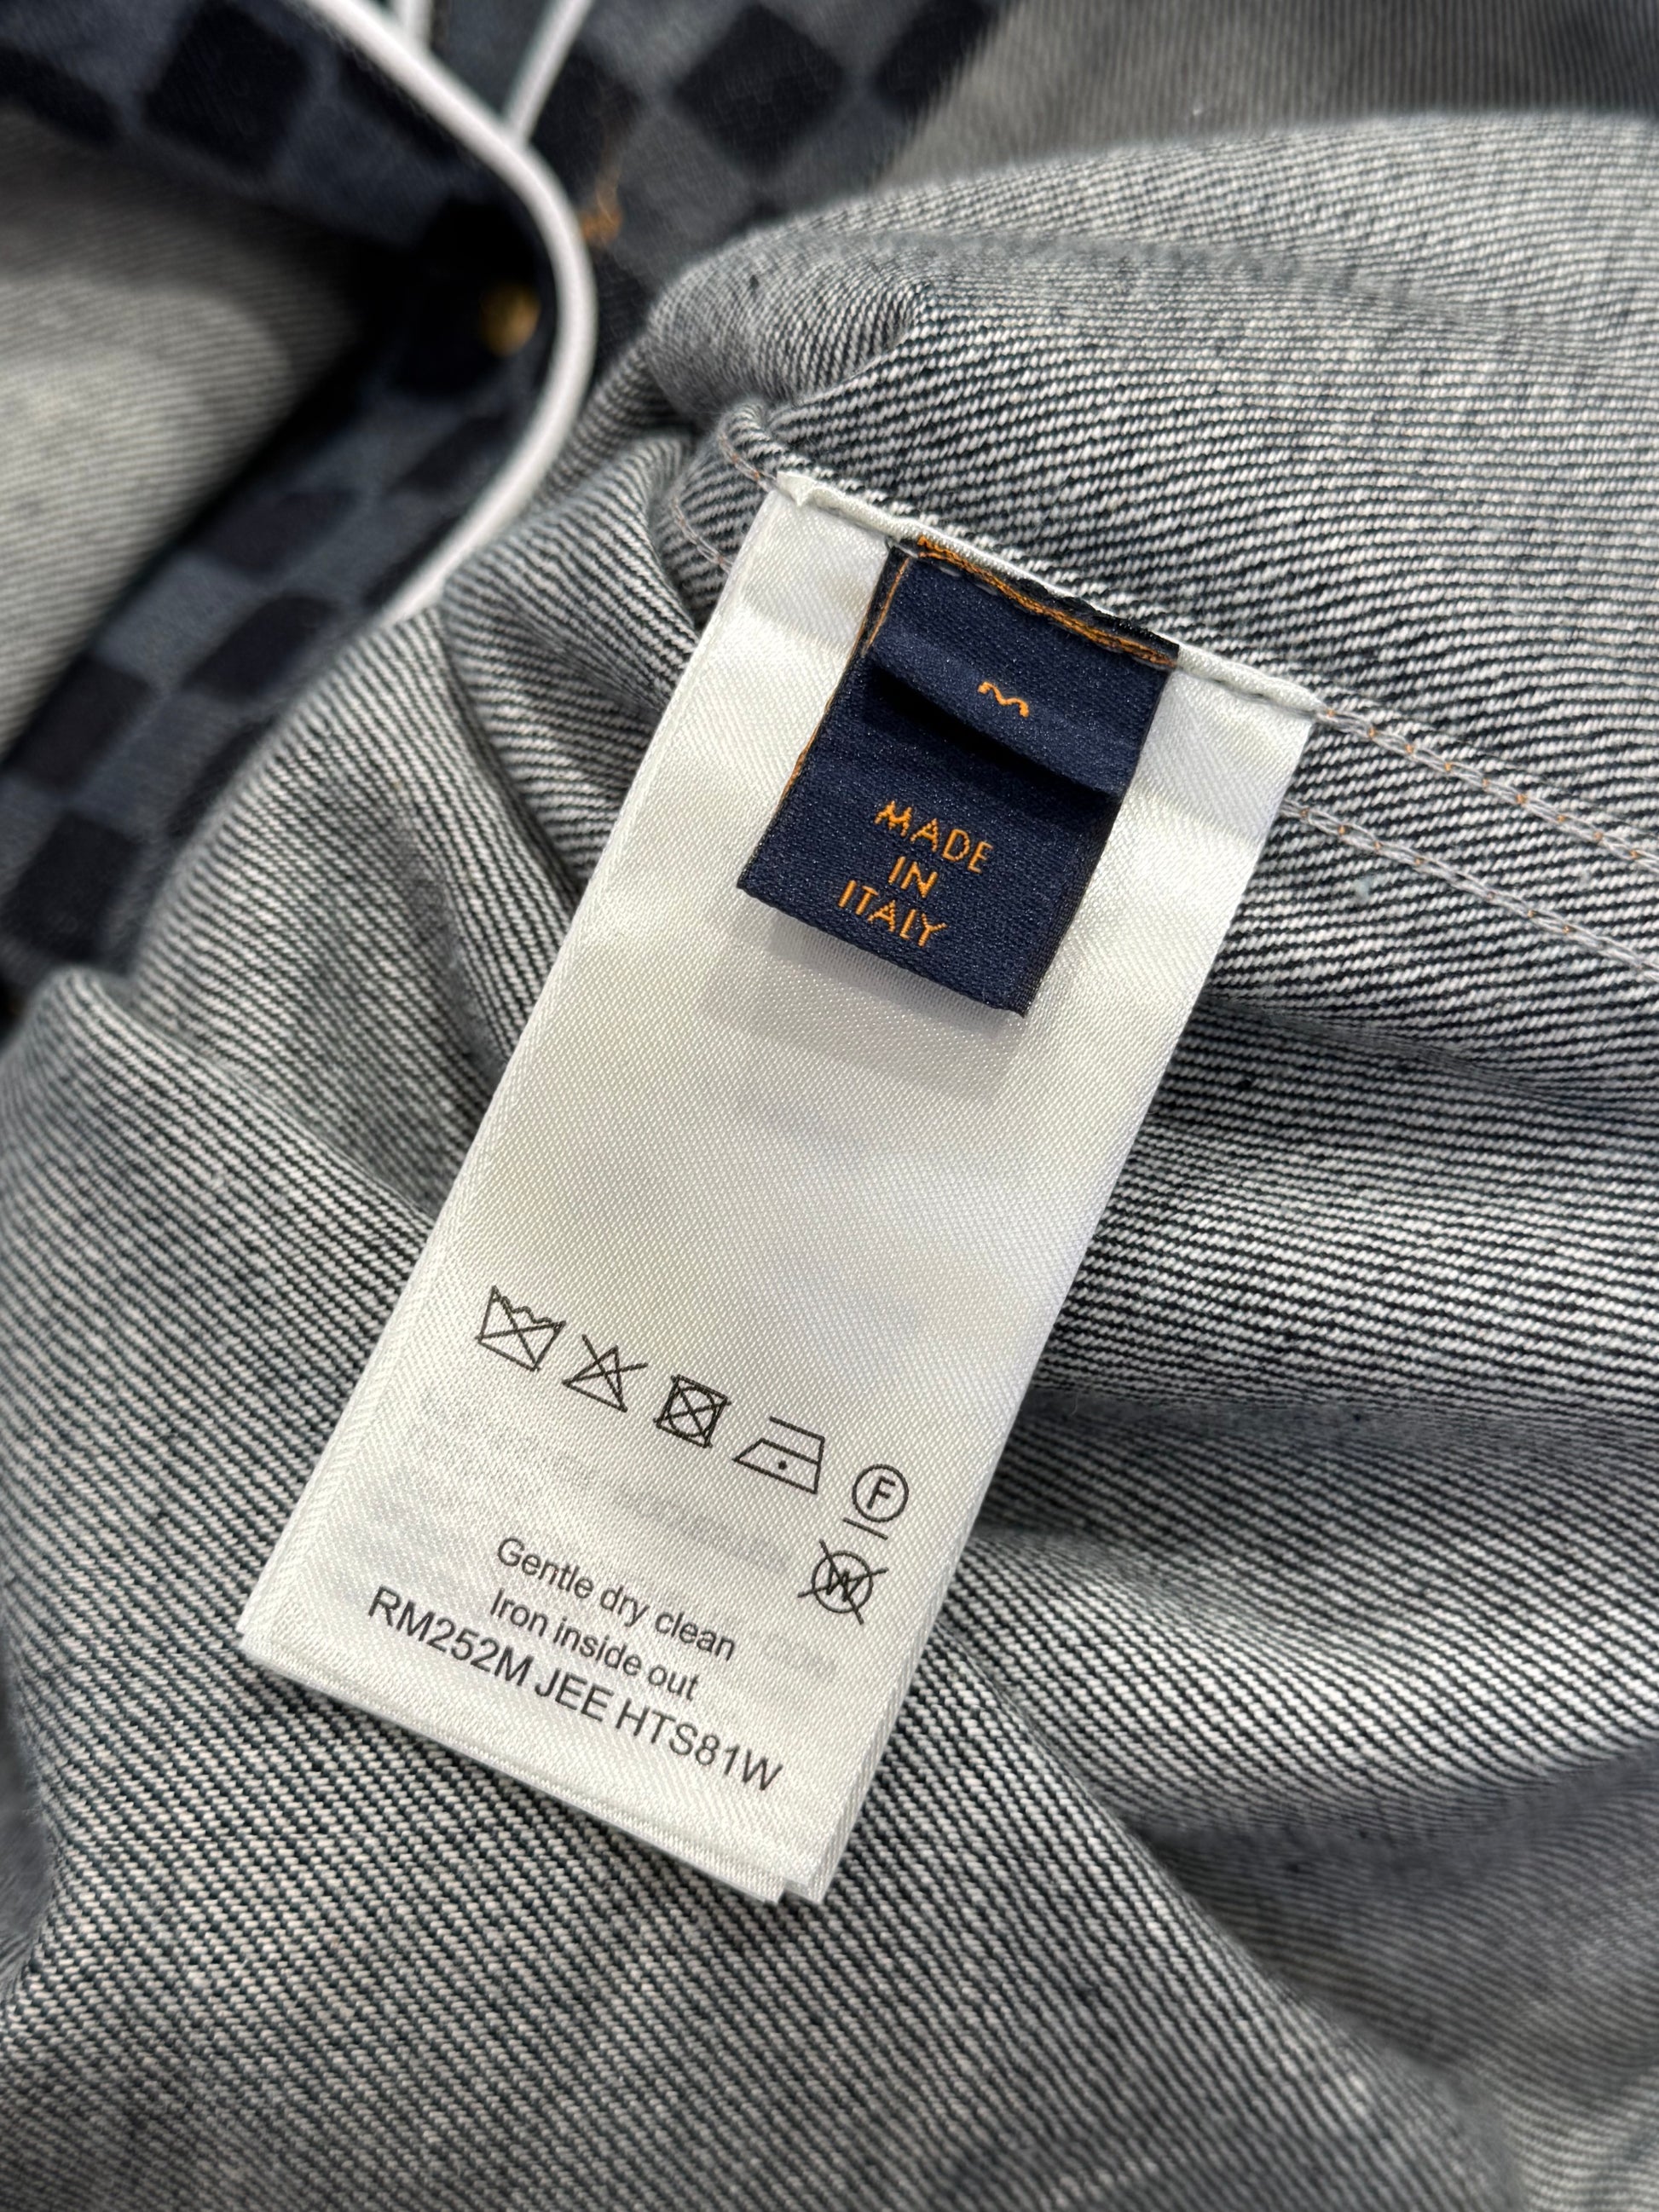 M
MADE
IN
ITALY
F
W
Gentle dry clean
Iron inside out
RM252M JEE HTS81W